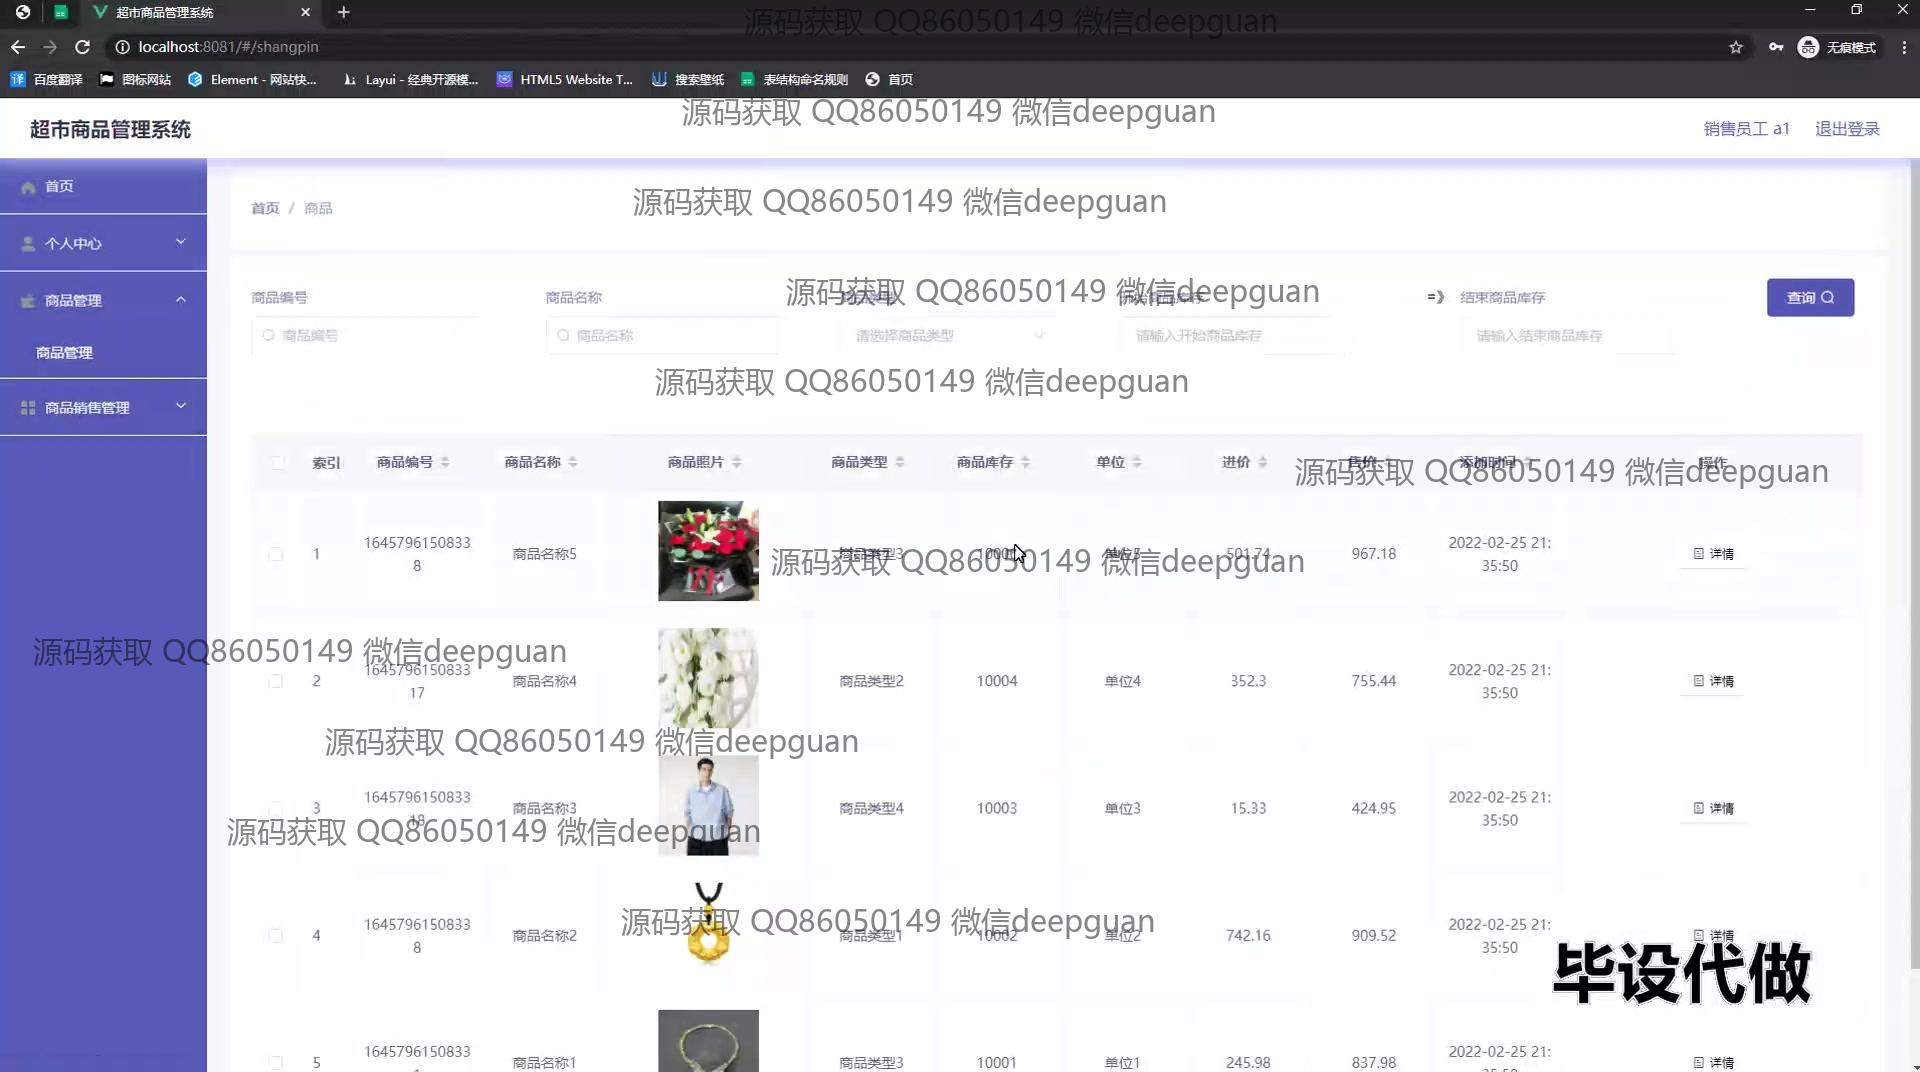 超市商品管理系统
localhost:8081/#/shangpin
无痕模式
百度翻译 图标网站 Element - 网站快... Layui - 经典开源模... HTML5 Website T... 搜索壁纸 表结构命名规则 首页
源码获取 QQ86050149 微信deepguan
源码获取 QQ86050149 微信deepguan
超市商品管理系统
销售员工 a1 退出登录
首页
个人中心
商品管理
商品管理
商品销售管理
首页 / 商品
源码获取 QQ86050149 微信deepguan
源码获取 QQ86050149 微信deepguan
商品编号 商品名称 => 结束商品库存 查询
商品编号 商品名称 请选择商品类型 请输入开始商品库存 请输入结束商品库存
源码获取 QQ86050149 微信deepguan
索引 商品编号 商品名称 商品照片 商品类型 商品库存 单位 进价 售价 添加时间 操作
源码获取 QQ86050149 微信deepguan
1 1645796150833
8 商品名称5 商品类型3 单位5 501.74 967.18 2022-02-25 21:
35:50 详情
源码获取 QQ86050149 微信deepguan
源码获取 QQ86050149 微信deepguan
2 1645796150833
17 商品名称4 商品类型2 10004 单位4 352.3 755.44 2022-02-25 21:
35:50 详情
源码获取 QQ86050149 微信deepguan
3 1645796150833
18 商品名称3 商品类型4 10003 单位3 15.33 424.95 2022-02-25 21:
35:50 详情
源码获取 QQ86050149 微信deepguan
4 1645796150833
8 商品名称2 商品类型1 10002 单位2 742.16 909.52 2022-02-25 21:
35:50 详情
源码获取 QQ86050149 微信deepguan
毕设代做
5 1645796150833
商品名称1 商品类型3 10001 单位1 245.98 837.98 2022-02-25 21:
详情